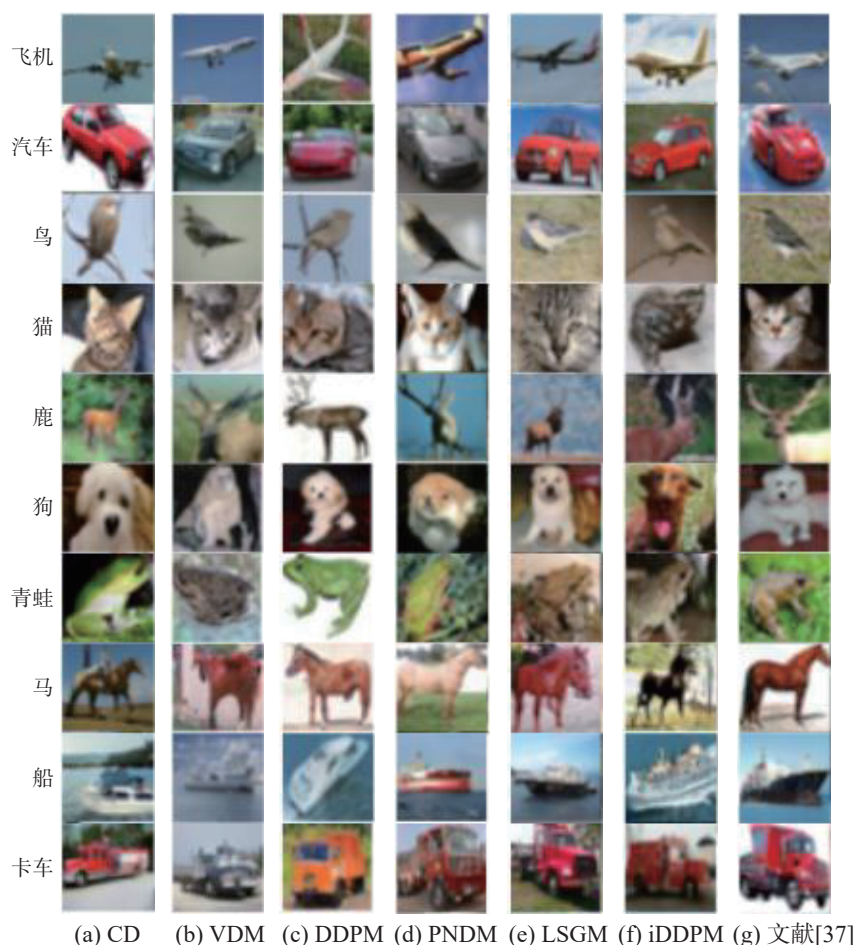 飞机
汽车
鸟
猫
鹿
狗
青蛙
马
船
卡车
(a) CD (b) VDM (c) DDPM (d) PNDM (e) LSGM (f) iDDPM (g) 文献[37]